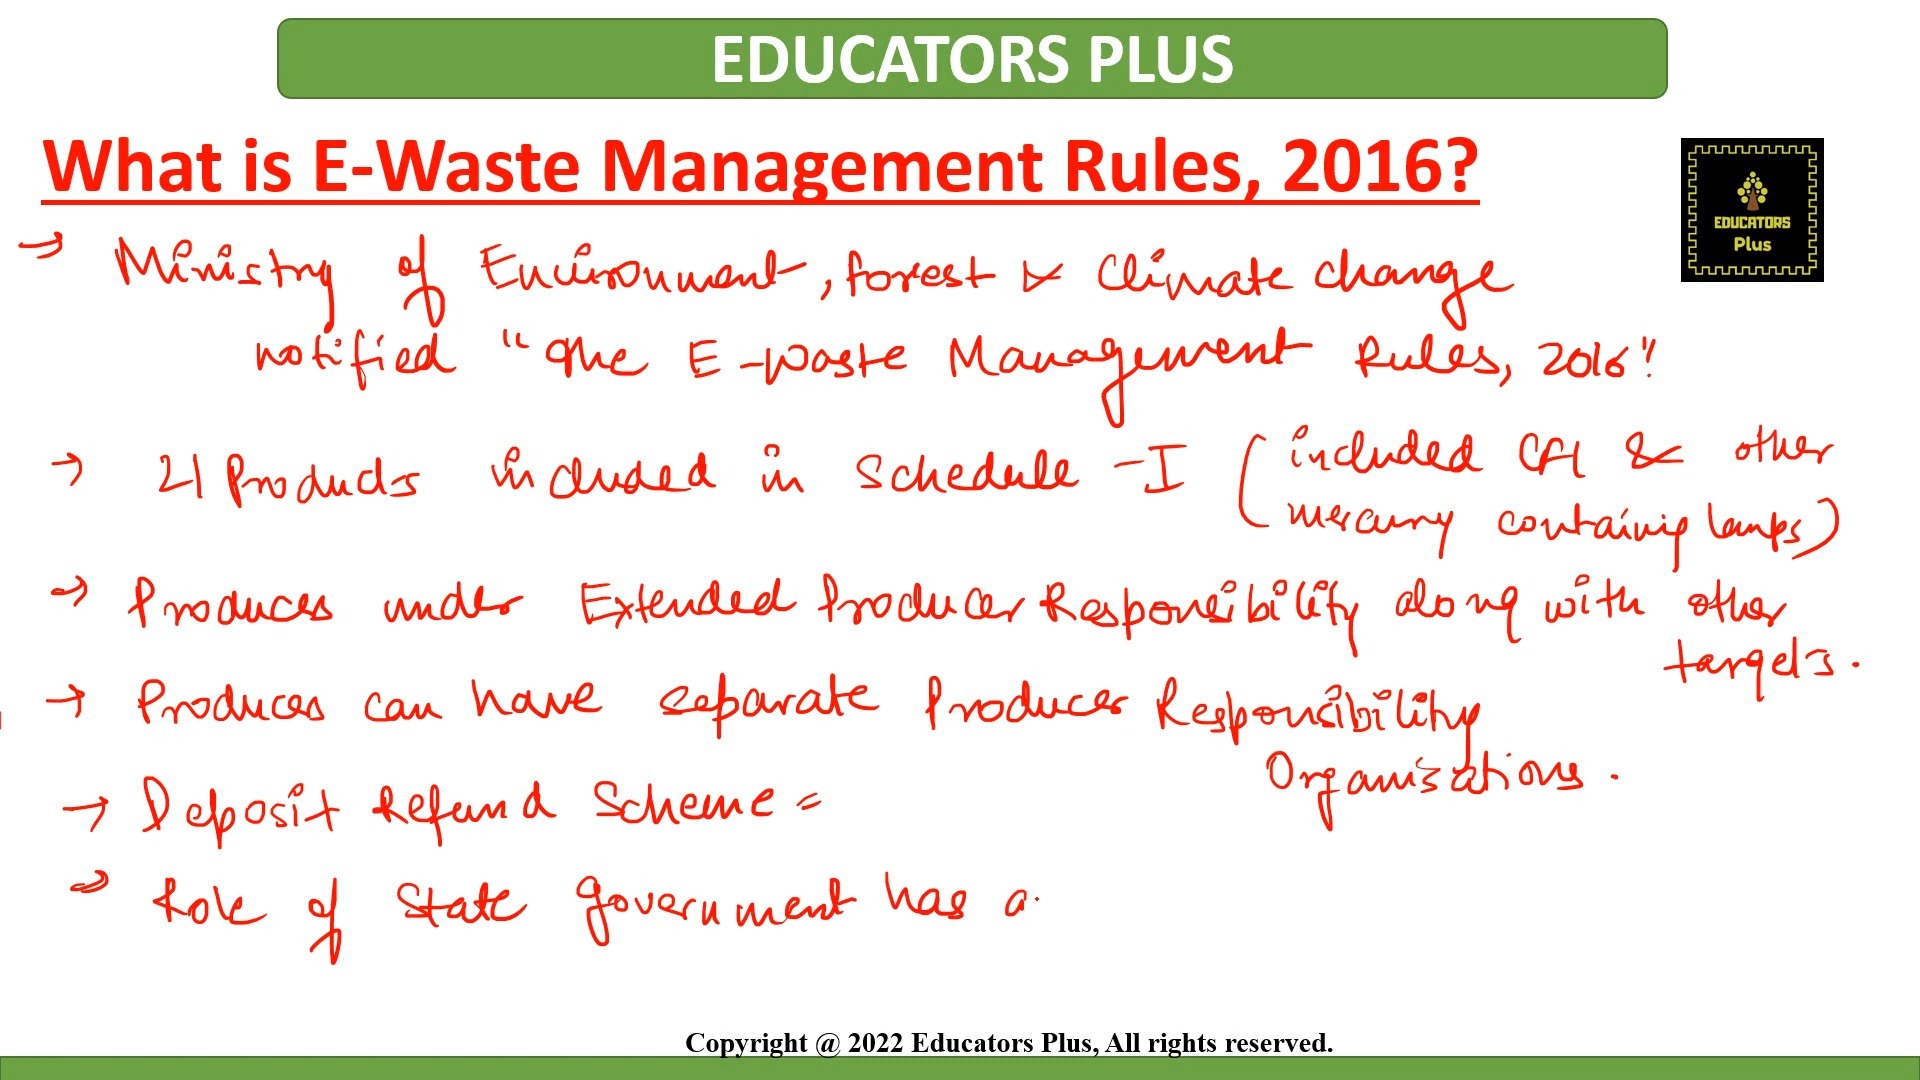 EDUCATORS PLUS
What is E-Waste Management Rules, 2016?
EDUCATORS
Plus
→ Ministry of Environment, forest & Climate change
notified "The E-waste Management Rules, 2016"
→ 21 Products included in Schedule - I (included CFL & other
mercury containing lamps)
→ Producers under Extended Producer Responsibility along with other
targets.
→ Producers can have separate Producer Responsibility
Organisations.
→ Deposit Refund Scheme =
→ Role of State Government has a
Copyright @ 2022 Educators Plus, All rights reserved.